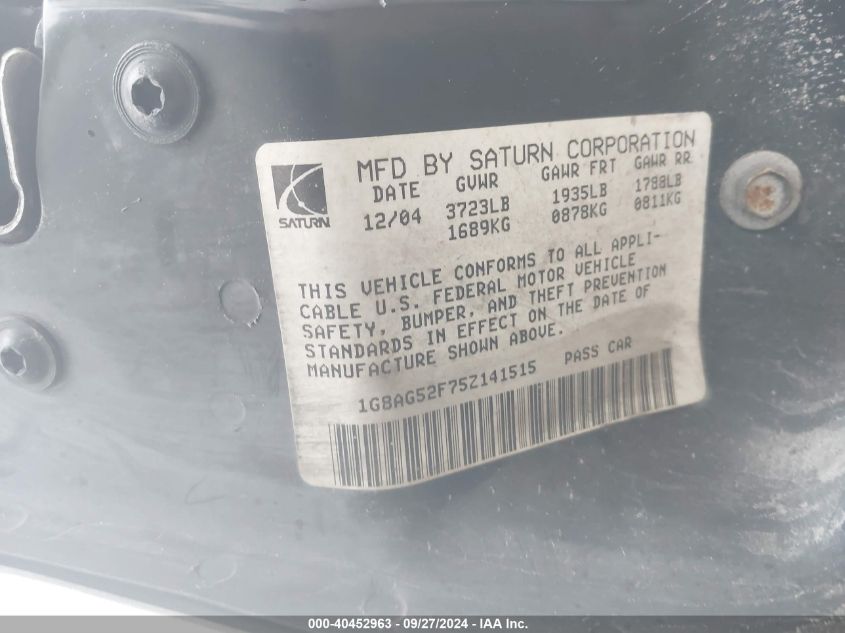 MFD BY SATURN CORPORATION
DATE GVWR GAWR FRT GAWR RR
12/04 3723LB 1935LB 1788LB
1689KG 0878KG 0811KG
SATURN
THIS VEHICLE CONFORMS TO ALL APPLI-
CABLE U.S. FEDERAL MOTOR VEHICLE
SAFETY, BUMPER, AND THEFT PREVENTION
STANDARDS IN EFFECT ON THE DATE OF
MANUFACTURE SHOWN ABOVE.
1G8AG52F75Z141515 PASS CAR
000-40452963 - 09/27/2024 - IAA Inc.